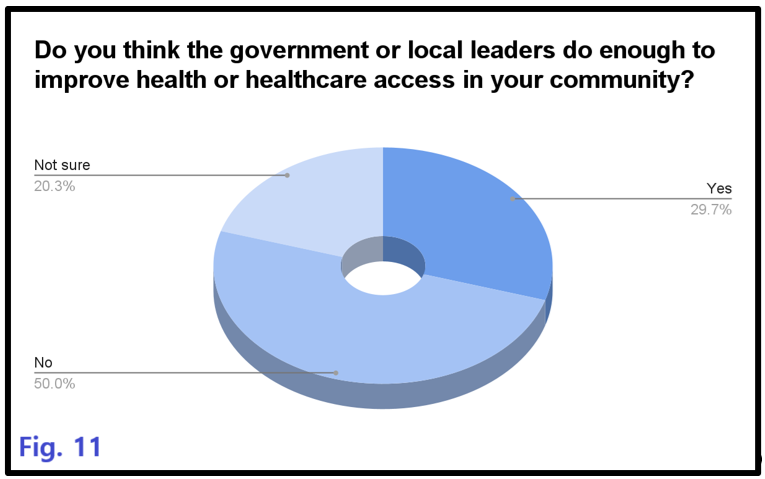 Do you think the government or local leaders do enough to
improve health or healthcare access in your community?
Not sure
20.3%
Yes
29.7%
No
50.0%
Fig. 11